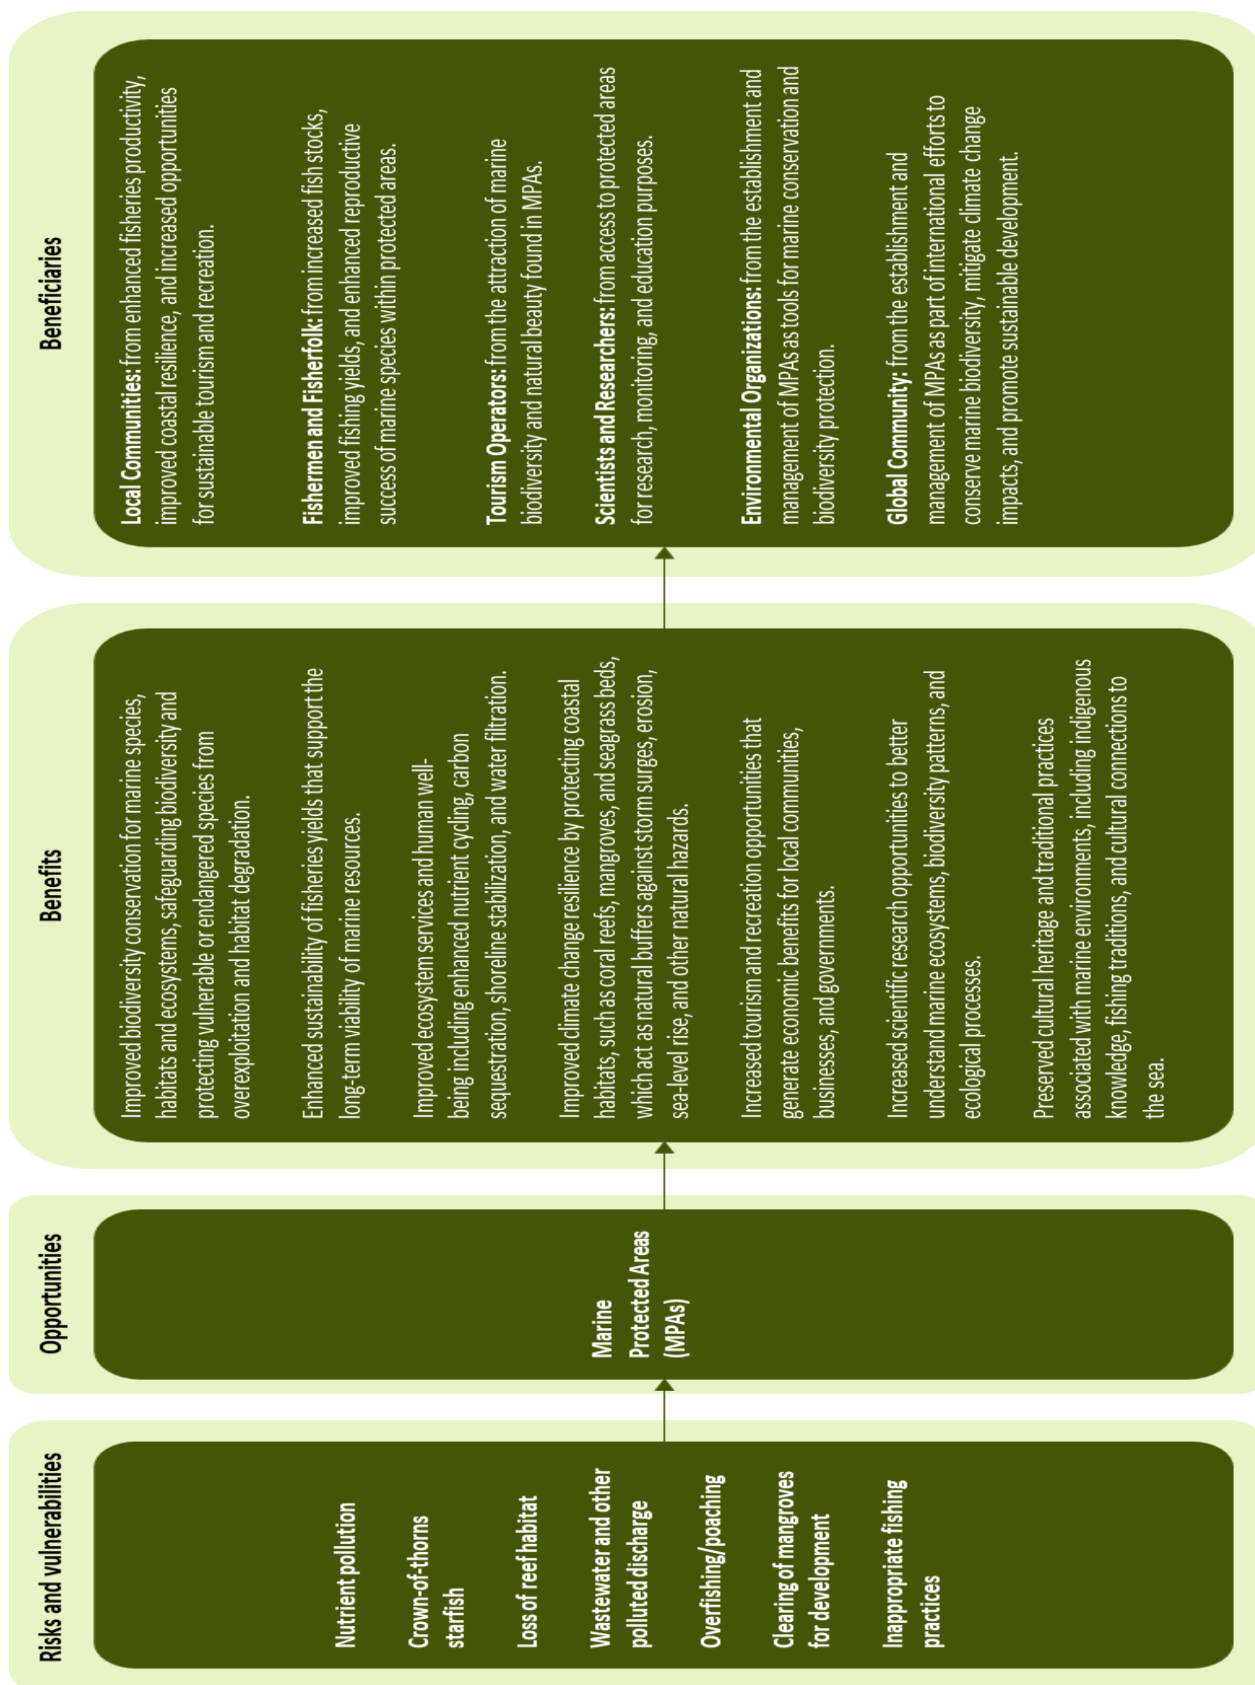 Risks and vulnerabilities
Nutrient pollution
Crown-of-thorns
starfish
Loss of reef habitat
Wastewater and other
polluted discharge
Overfishing/poaching
Clearing of mangroves
for development
Inappropriate fishing
practices
Opportunities
Marine
Protected Areas
(MPAs)
Benefits
Improved biodiversity conservation for marine species,
habitats and ecosystems, safeguarding biodiversity and
protecting vulnerable or endangered species from
overexploitation and habitat degradation.
Enhanced sustainability of fisheries yields that support the
long-term viability of marine resources.
Improved ecosystem services and human well-
being including enhanced nutrient cycling, carbon
sequestration, shoreline stabilization, and water filtration.
Improved climate change resilience by protecting coastal
habitats, such as coral reefs, mangroves, and seagrass beds,
which act as natural buffers against storm surges, erosion,
sea-level rise, and other natural hazards.
Increased tourism and recreation opportunities that
generate economic benefits for local communities,
businesses, and governments.
Increased scientific research opportunities to better
understand marine ecosystems, biodiversity patterns, and
ecological processes.
Preserved cultural heritage and traditional practices
associated with marine environments, including indigenous
knowledge, fishing traditions, and cultural connections to
the sea.
Beneficiaries
Local Communities: from enhanced fisheries productivity,
improved coastal resilience, and increased opportunities
for sustainable tourism and recreation.
Fishermen and Fisherfolk: from increased fish stocks,
improved fishing yields, and enhanced reproductive
success of marine species within protected areas.
Tourism Operators: from the attraction of marine
biodiversity and natural beauty found in MPAs.
Scientists and Researchers: from access to protected areas
for research, monitoring, and education purposes.
Environmental Organizations: from the establishment and
management of MPAs as tools for marine conservation and
biodiversity protection.
Global Community: from the establishment and
management of MPAs as part of international efforts to
conserve marine biodiversity, mitigate climate change
impacts, and promote sustainable development.